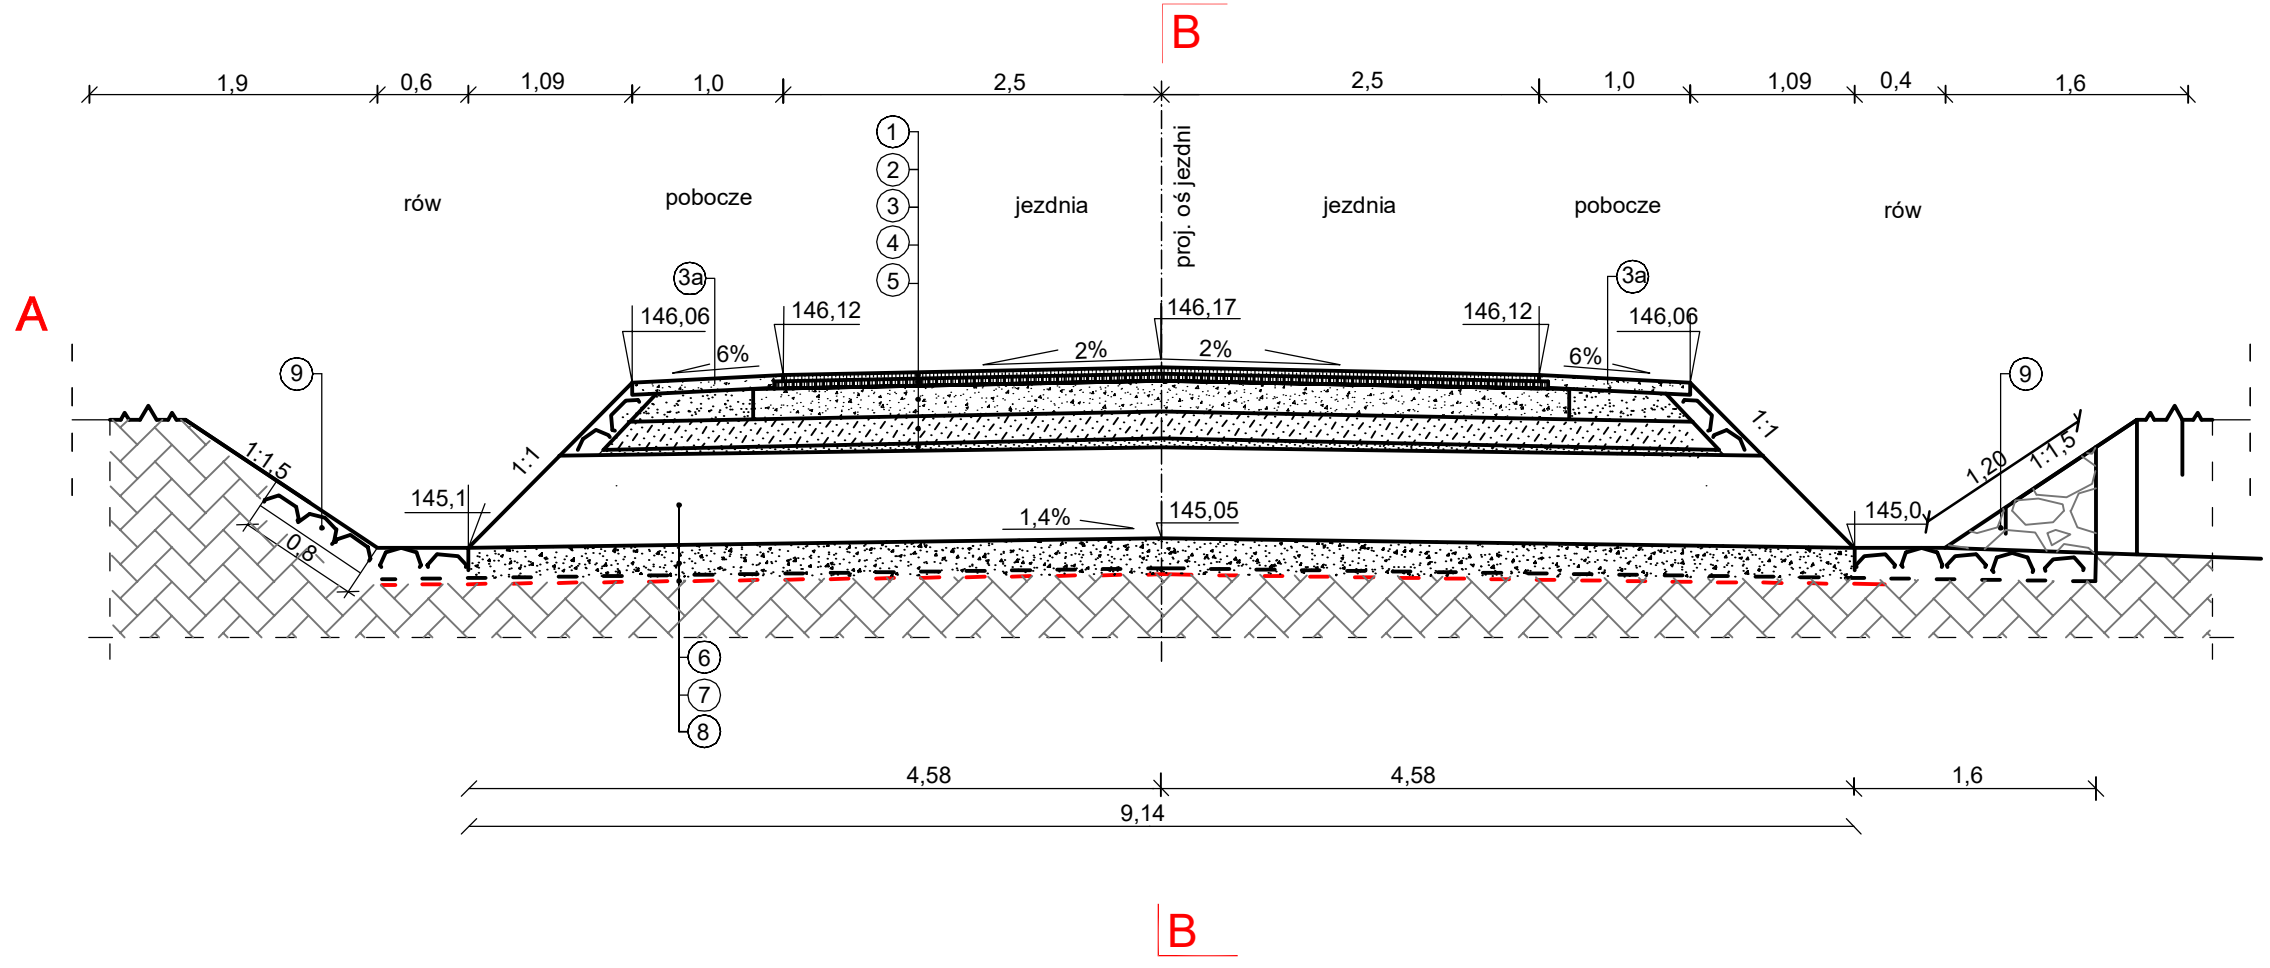 B
1,9 0,6 1,09 1,0 2,5 2,5 1,0 1,09 0,4 1,6
1
2
3
4
5
proj. oś jezdni
rów pobocze jezdnia jezdnia pobocze rów
3a 3a
A
146,06 146,12 146,17 146,12 146,06
6% 2% 2% 6%
9 9
1:1,5 1:1 1:1 1,20 1:1,5
145,1 1,4% 145,05 145,0
0,8
6
7
8
4,58 4,58 1,6
9,14
B